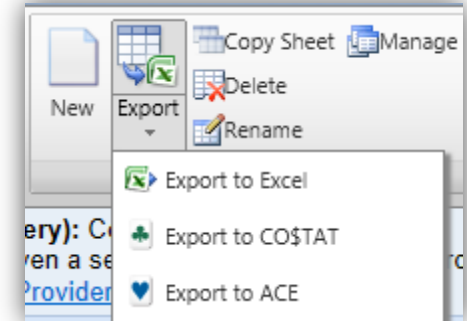 Copy Sheet Manage
Delete
New Export Rename
Export to Excel
ery): C
Export to CO$TAT
ven a se
Provider
Export to ACE